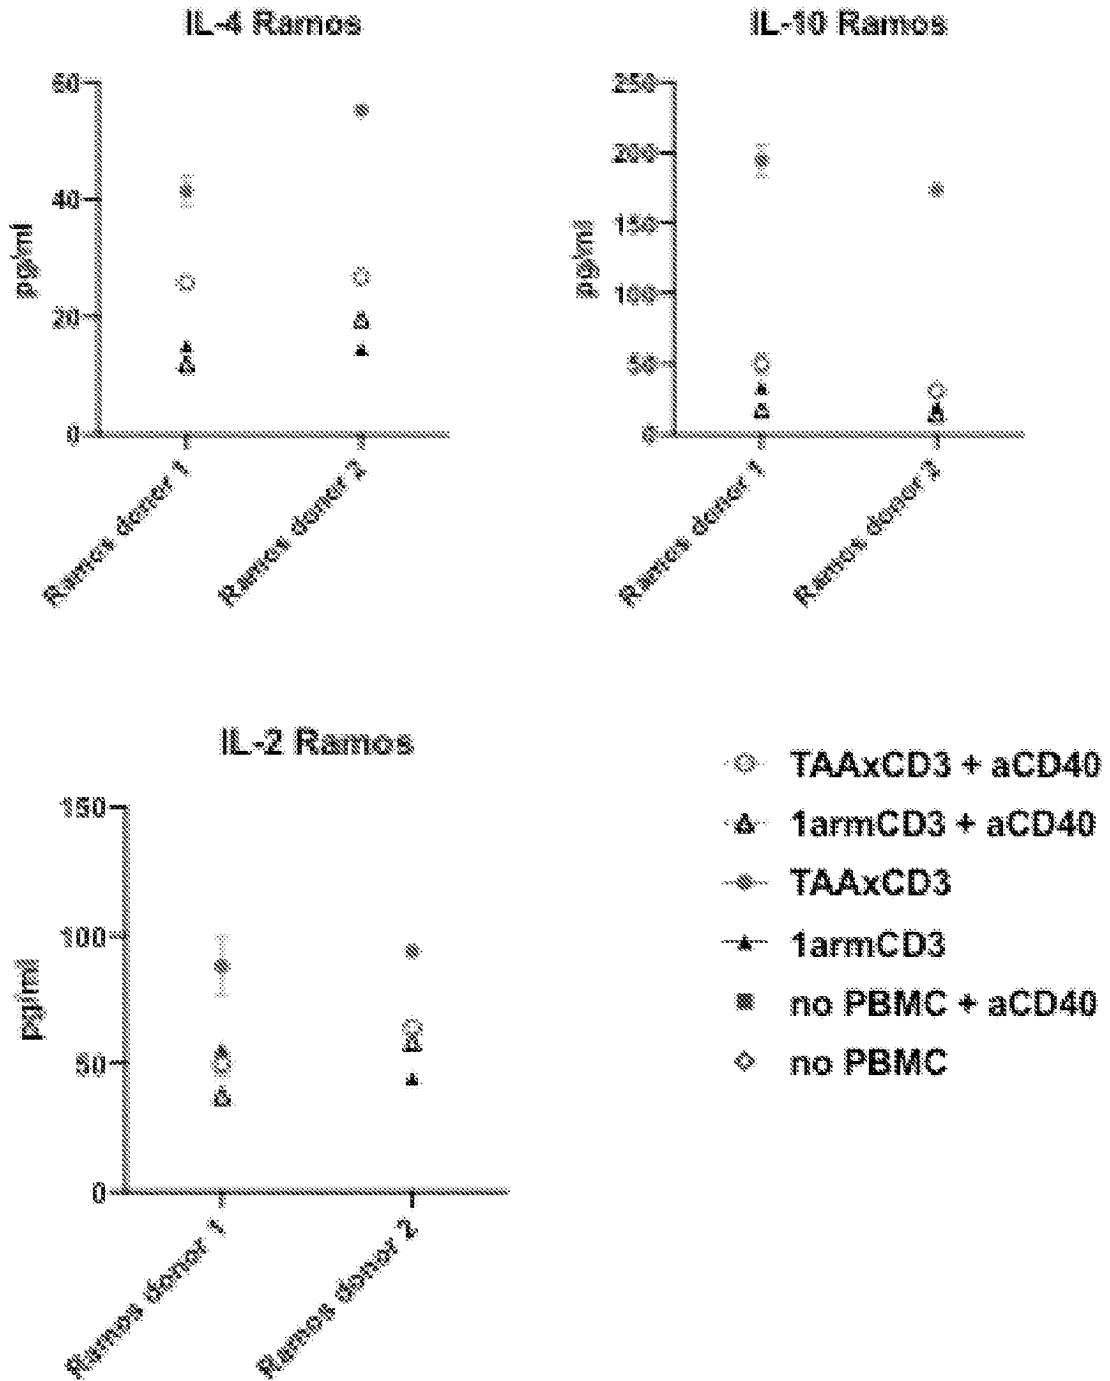 IL-4 Ramos
60
40
20
0
pg/ml
Ramos donor 1
Ramos donor 2
IL-10 Ramos
250
200
150
100
50
0
pg/ml
Ramos donor 1
Ramos donor 2
IL-2 Ramos
150
100
50
0
pg/ml
Ramos donor 1
Ramos donor 2
TAAxCD3 + aCD40
1armCD3 + aCD40
TAAxCD3
1armCD3
no PBMC + aCD40
no PBMC